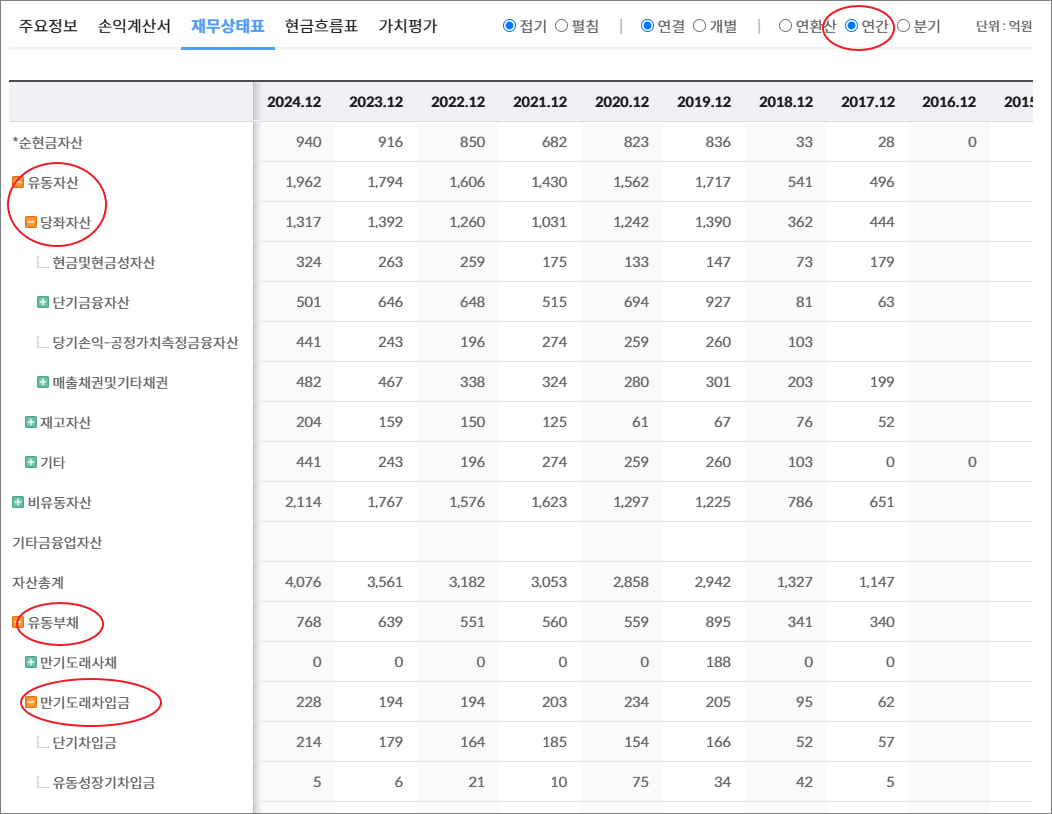 주요정보 손익계산서 재무상태표 현금흐름표 가치평가 접기 펼침 | 연결 개별 | 연환산 연간 분기 단위 : 억원
2024.12 2023.12 2022.12 2021.12 2020.12 2019.12 2018.12 2017.12 2016.12 2015
*순현금자산 940 916 850 682 823 836 33 28 0
유동자산 1,962 1,794 1,606 1,430 1,562 1,717 541 496
당좌자산 1,317 1,392 1,260 1,031 1,242 1,390 362 444
현금및현금성자산 324 263 259 175 133 147 73 179
단기금융자산 501 646 648 515 694 927 81 63
당기손익-공정가치측정금융자산 441 243 196 274 259 260 103
매출채권및기타채권 482 467 338 324 280 301 203 199
재고자산 204 159 150 125 61 67 76 52
기타 441 243 196 274 259 260 103 0 0
비유동자산 2,114 1,767 1,576 1,623 1,297 1,225 786 651
기타금융업자산
자산총계 4,076 3,561 3,182 3,053 2,858 2,942 1,327 1,147
유동부채 768 639 551 560 559 895 341 340
만기도래사채 0 0 0 0 0 188 0 0
만기도래차입금 228 194 194 203 234 205 95 62
단기차입금 214 179 164 185 154 166 52 57
유동성장기차입금 5 6 21 10 75 34 42 5